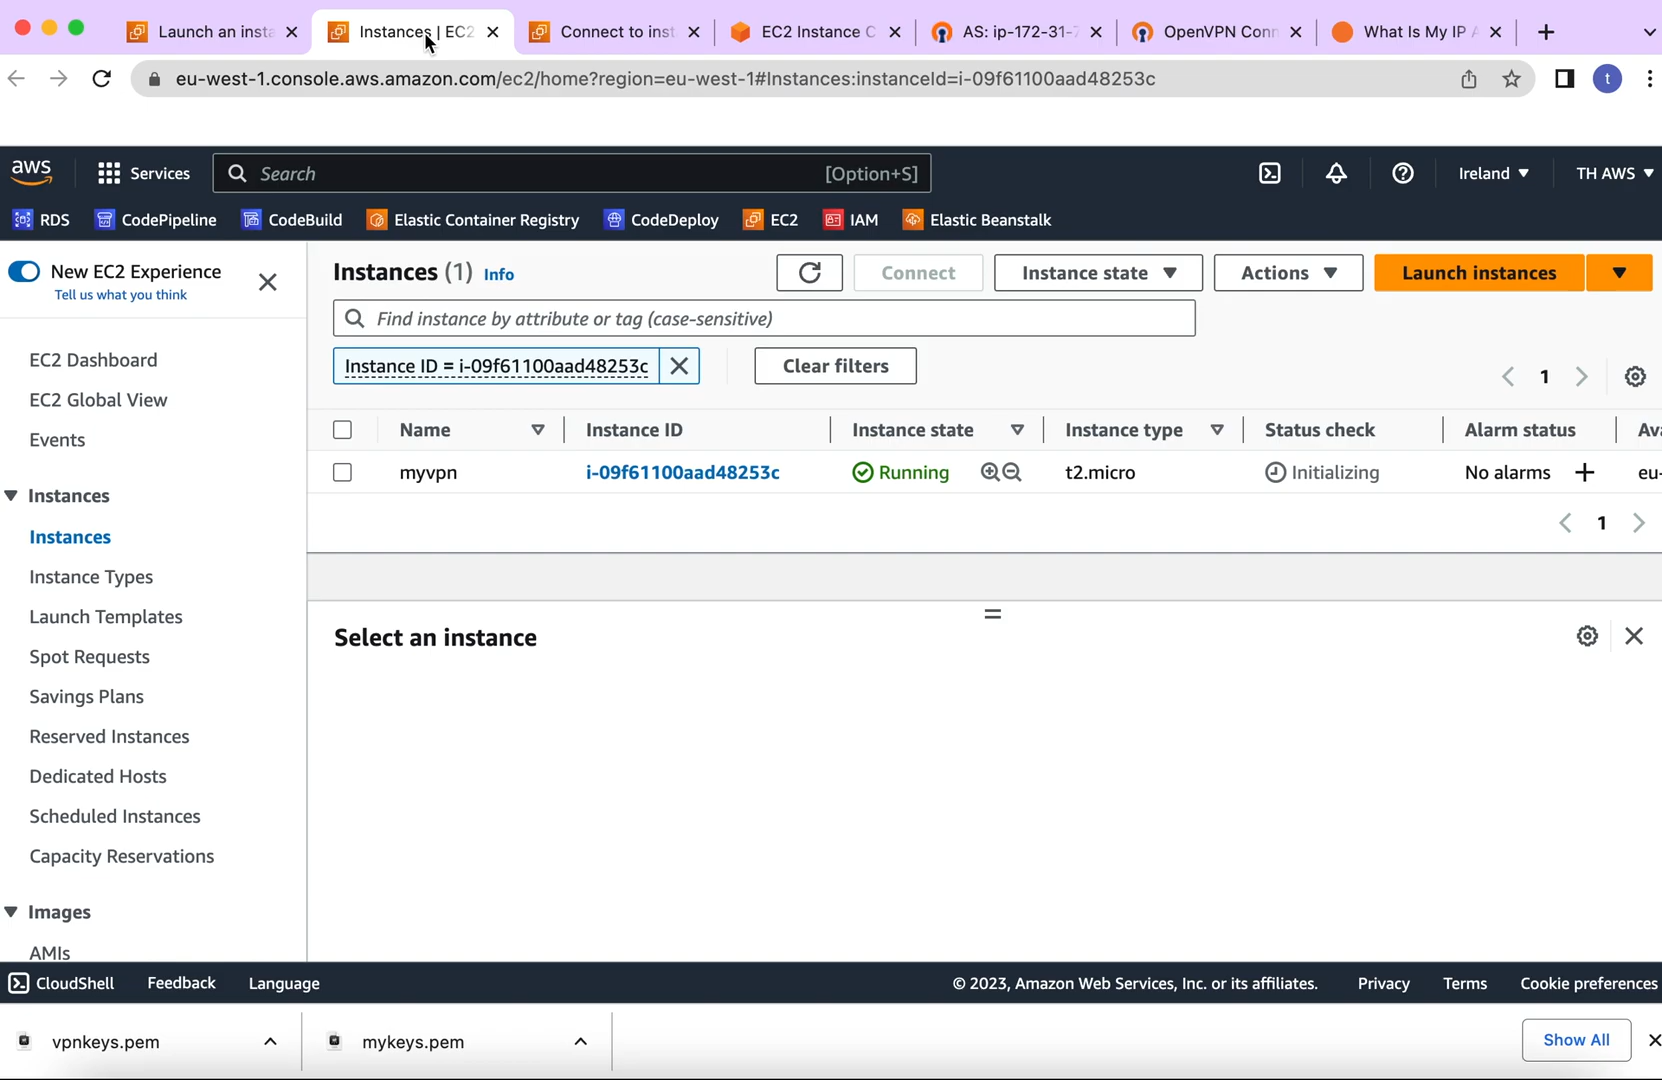 Launch an insta
Instances | EC2
Connect to inst
EC2 Instance C
AS: ip-172-31-7
OpenVPN Conn
What Is My IP A
eu-west-1.console.aws.amazon.com/ec2/home?region=eu-west-1#Instances:instanceId=i-09f61100aad48253c
t
aws
Services
Search
[Option+S]
Ireland
TH AWS
RDS
CodePipeline
CodeBuild
Elastic Container Registry
CodeDeploy
EC2
IAM
Elastic Beanstalk
New EC2 Experience
Tell us what you think
EC2 Dashboard
EC2 Global View
Events
Instances
Instances
Instance Types
Launch Templates
Spot Requests
Savings Plans
Reserved Instances
Dedicated Hosts
Scheduled Instances
Capacity Reservations
Images
AMIs
Instances (1) Info
Connect
Instance state
Actions
Launch instances
Find instance by attribute or tag (case-sensitive)
Instance ID = i-09f61100aad48253c
Clear filters
1
Name Instance ID Instance state Instance type Status check Alarm status Ava
myvpn i-09f61100aad48253c Running t2.micro Initializing No alarms eu-
1
Select an instance
CloudShell
Feedback
Language
© 2023, Amazon Web Services, Inc. or its affiliates.
Privacy
Terms
Cookie preferences
vpnkeys.pem
mykeys.pem
Show All